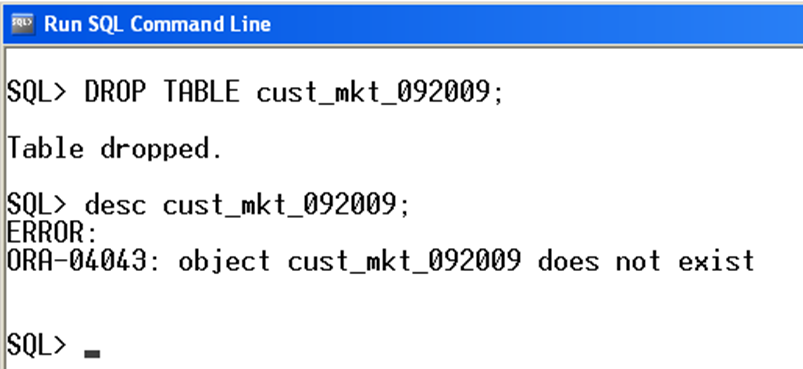 SQL> Run SQL Command Line
SQL> DROP TABLE cust_mkt_092009;
Table dropped.
SQL> desc cust_mkt_092009;
ERROR:
ORA-04043: object cust_mkt_092009 does not exist
SQL>